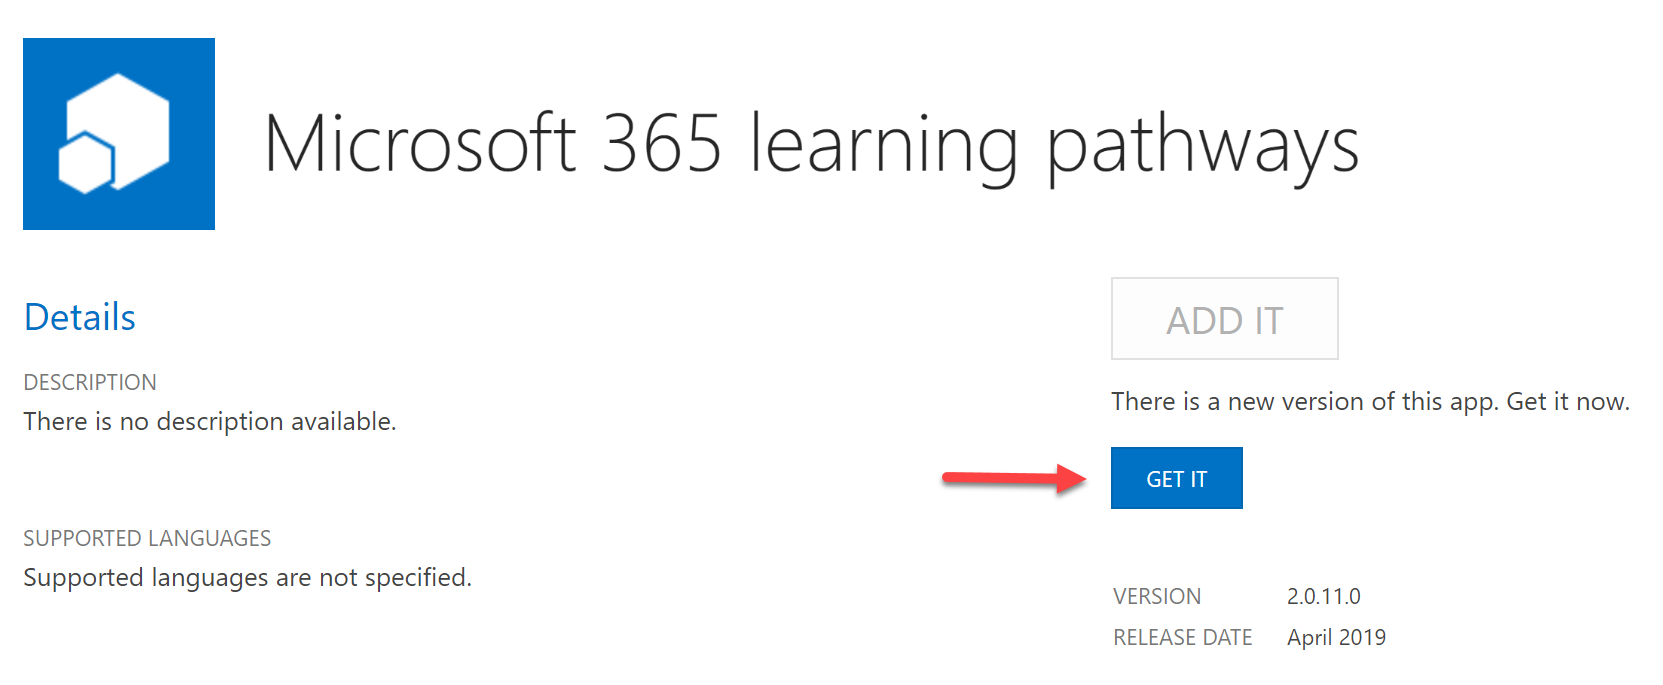 Microsoft 365 learning pathways
Details
DESCRIPTION
There is no description available.
SUPPORTED LANGUAGES
Supported languages are not specified.
ADD IT
There is a new version of this app. Get it now.
GET IT
VERSION 2.0.11.0
RELEASE DATE April 2019